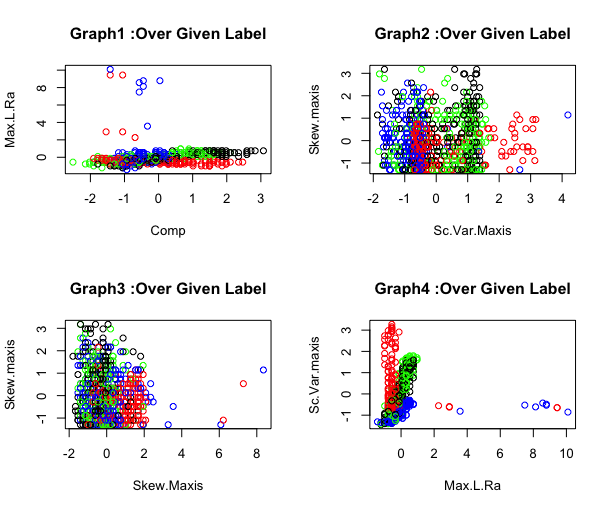 Graph1 :Over Given Label
Max.L.Ra
0 4 8
-2 -1 0 1 2 3
Comp
Graph2 :Over Given Label
Skew.maxis
-1 0 1 2 3
-2 -1 0 1 2 3 4
Sc.Var.Maxis
Graph3 :Over Given Label
Skew.maxis
-1 0 1 2 3
-2 0 2 4 6 8
Skew.Maxis
Graph4 :Over Given Label
Sc.Var.maxis
-1 0 1 2 3
0 2 4 6 8 10
Max.L.Ra